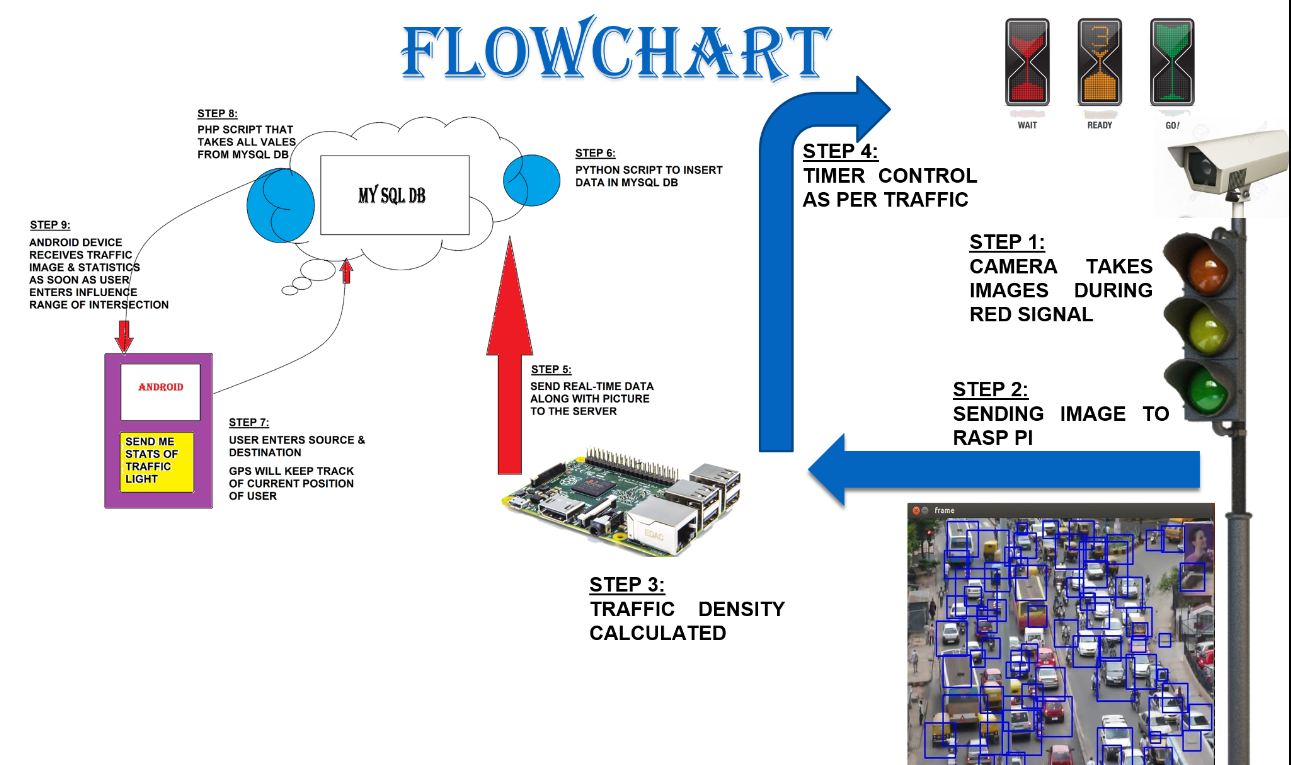 FLOWCHART
WAIT
READY
GO!
3
STEP 8:
PHP SCRIPT THAT
TAKES ALL VALES
FROM MYSQL DB
MY SQL DB
STEP 6:
PYTHON SCRIPT TO INSERT
DATA IN MYSQL DB
STEP 4:
TIMER CONTROL
AS PER TRAFFIC
STEP 9:
ANDROID DEVICE
RECEIVES TRAFFIC
IMAGE & STATISTICS
AS SOON AS USER
ENTERS INFLUENCE
RANGE OF INTERSECTION
STEP 1:
CAMERA TAKES
IMAGES DURING
RED SIGNAL
ANDROID
SEND ME
STATS OF
TRAFFIC
LIGHT
STEP 7:
USER ENTERS SOURCE &
DESTINATION
GPS WILL KEEP TRACK
OF CURRENT POSITION
OF USER
STEP 5:
SEND REAL-TIME DATA
ALONG WITH PICTURE
TO THE SERVER
STEP 2:
SENDING IMAGE TO
RASP PI
frame
STEP 3:
TRAFFIC DENSITY
CALCULATED